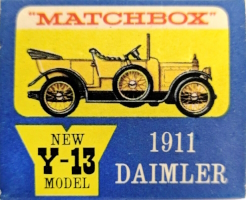 "MATCHBOX"
NEW
Y-13
MODEL
1911
DAIMLER